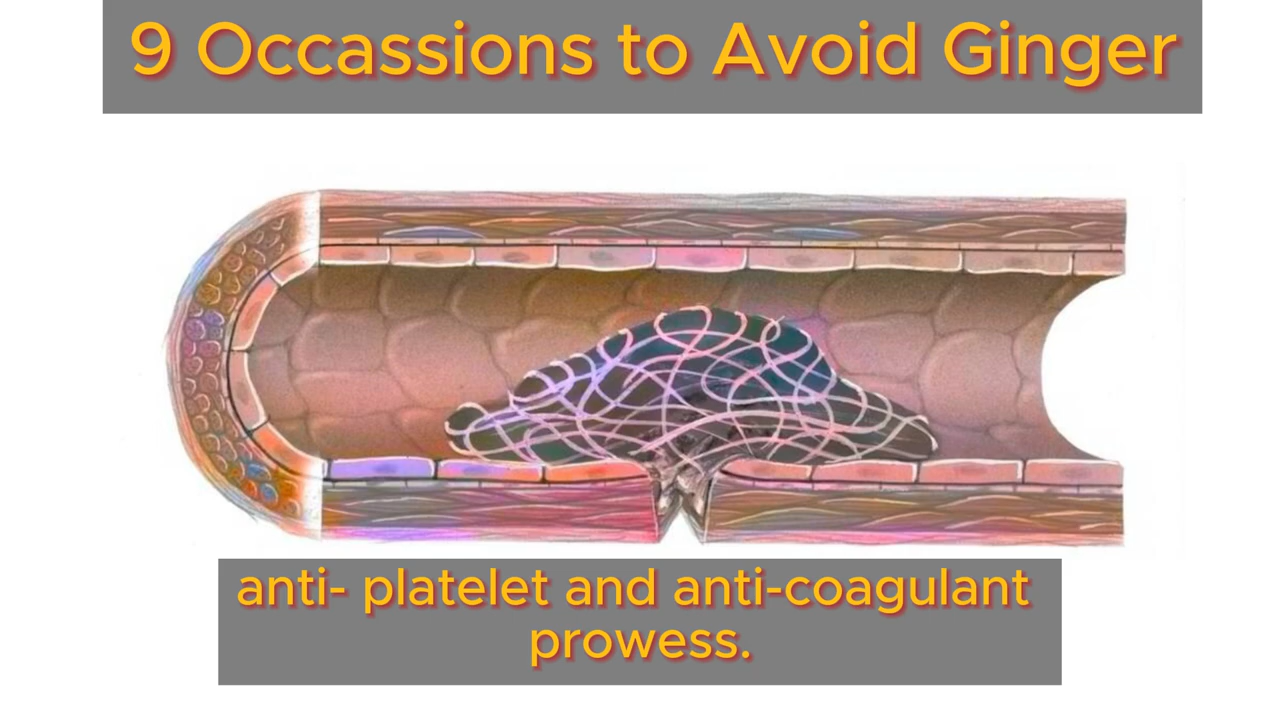 9 Occassions to Avoid Ginger
anti- platelet and anti-coagulant
prowess.